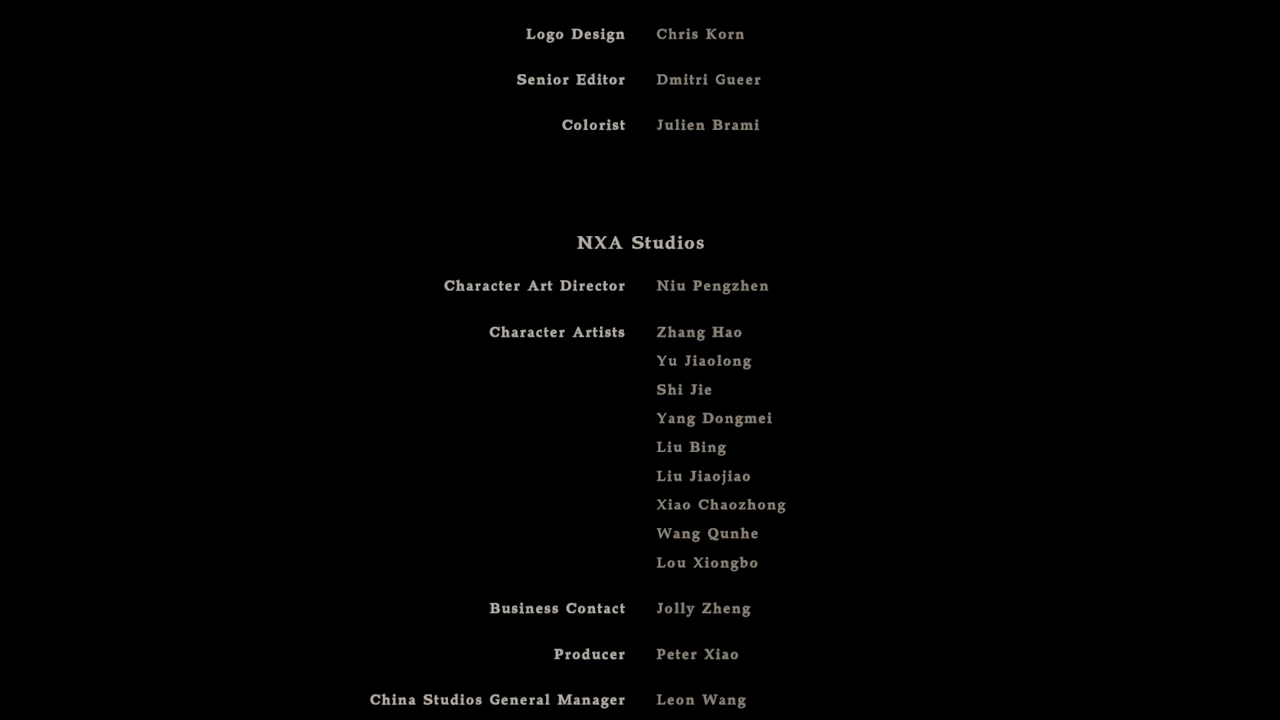 Logo Design Chris Korn
Senior Editor Dmitri Gueer
Colorist Julien Brami
NXA Studios
Character Art Director Niu Pengzhen
Character Artists Zhang Hao
Yu Jiaolong
Shi Jie
Yang Dongmei
Liu Bing
Liu Jiaojiao
Xiao Chaozhong
Wang Qunhe
Lou Xiongbo
Business Contact Jolly Zheng
Producer Peter Xiao
China Studios General Manager Leon Wang